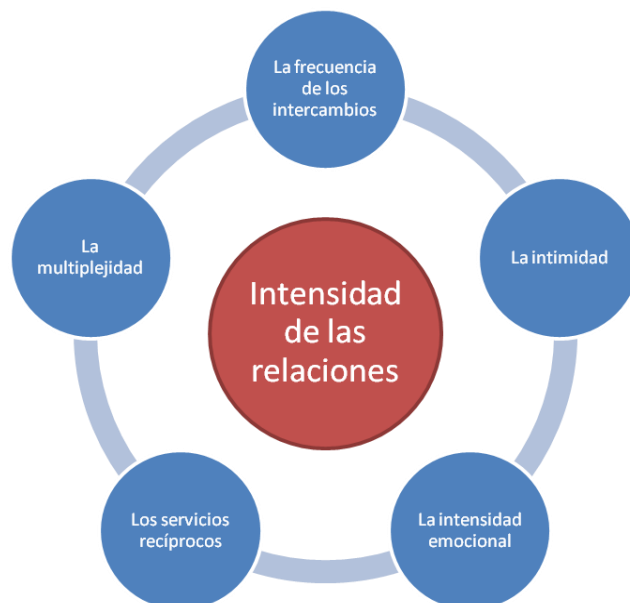 La frecuencia
de los
intercambios
La
multiplejidad
La intimidad
Intensidad
de las
relaciones
Los servicios
recíprocos
La intensidad
emocional